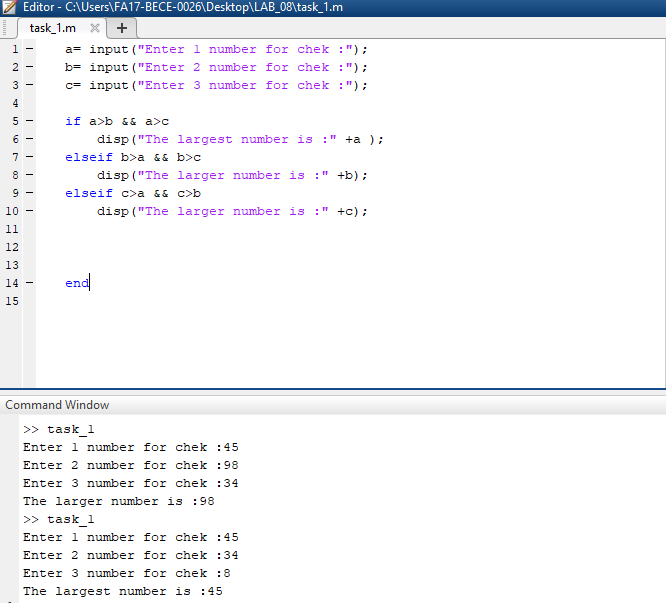 Editor - C:\Users\FA17-BECE-0026\Desktop\LAB_08\task_1.m
task_1.m × +
1 – a= input("Enter 1 number for chek :");
2 – b= input("Enter 2 number for chek :");
3 – c= input("Enter 3 number for chek :");
4
5 – if a>b && a>c
6 – disp("The largest number is :" +a );
7 – elseif b>a && b>c
8 – disp("The larger number is :" +b);
9 – elseif c>a && c>b
10 – disp("The larger number is :" +c);
11
12
13
14 – end
15
Command Window
>> task_1
Enter 1 number for chek :45
Enter 2 number for chek :98
Enter 3 number for chek :34
The larger number is :98
>> task_1
Enter 1 number for chek :45
Enter 2 number for chek :34
Enter 3 number for chek :8
The largest number is :45